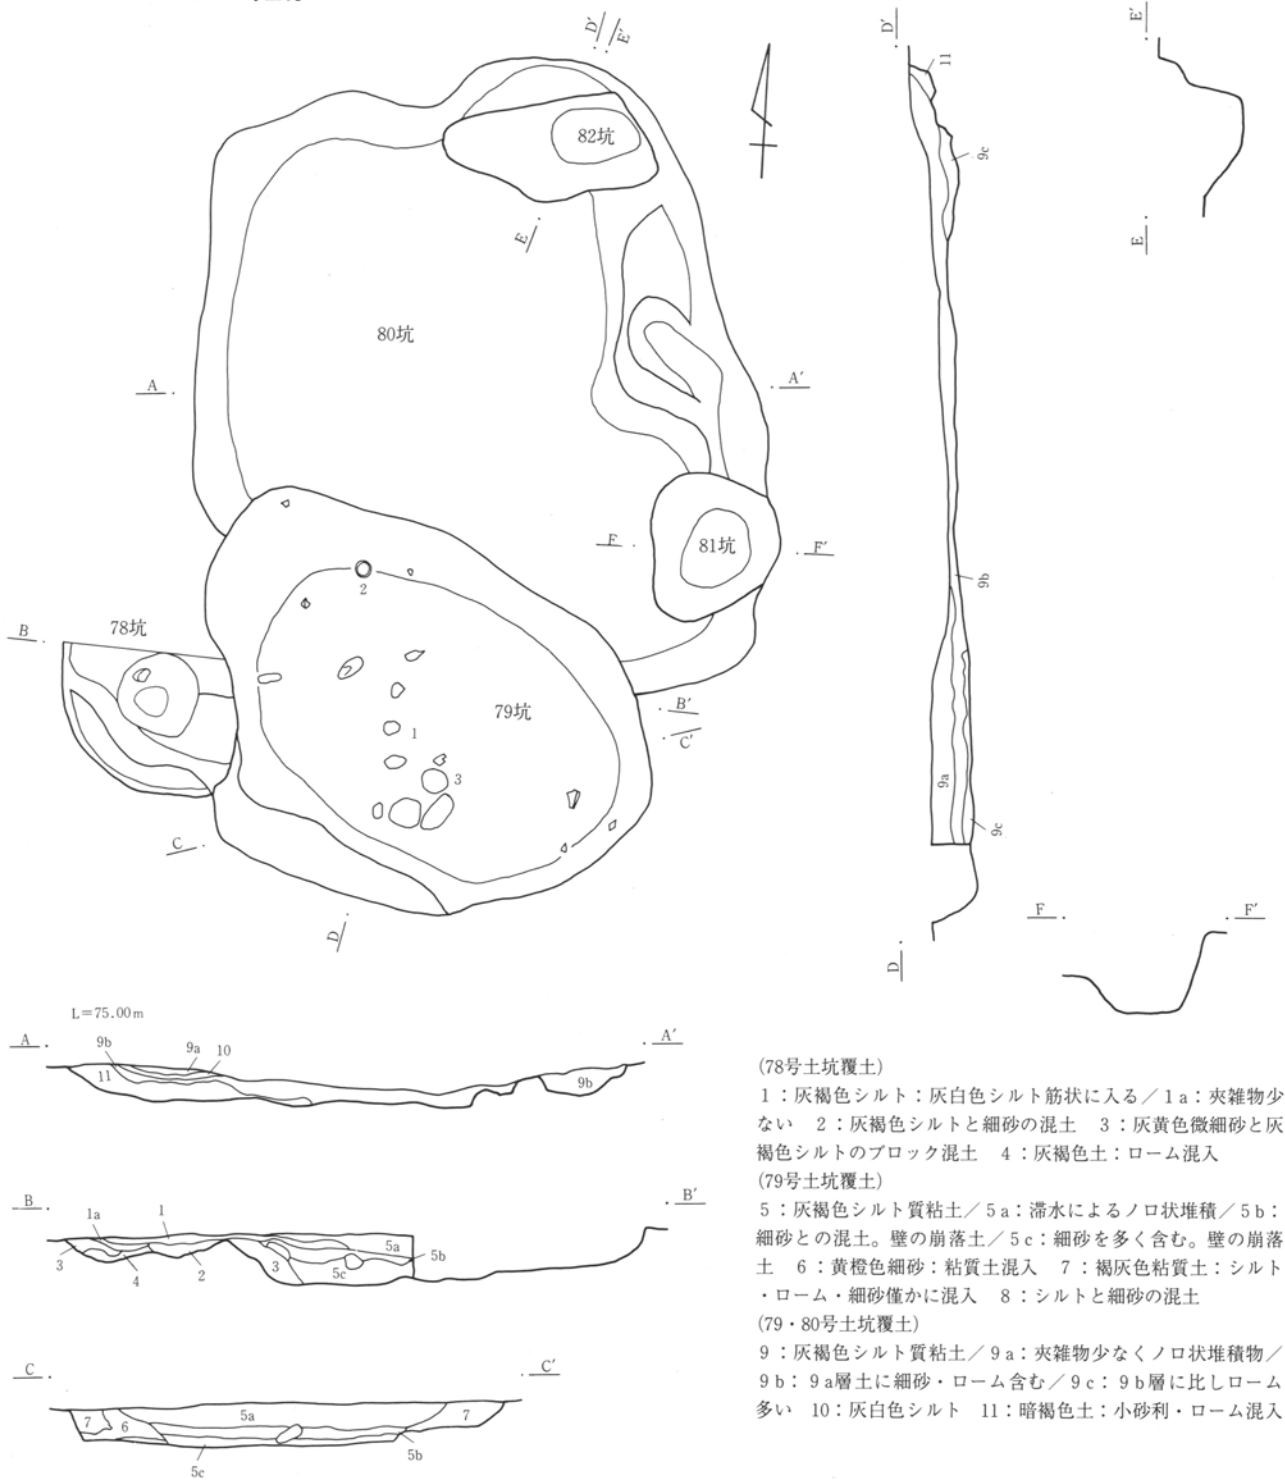 D′
E′
D′
11
E′
82坑
9c
E
E
80坑
A
A′
F
81坑
F′
2
9b
B
78坑
79坑
B′
C′
1
3
9a
9c
C
D
D
F
F′
L=75.00m
A
9b
9a
10
A′
11
9b
B
1a
1
B′
5a
5b
3
4
2
3
5c
C
C′
7
6
5a
7
5b
5c
(78号土坑覆土)
1：灰褐色シルト：灰白色シルト筋状に入る／1a：夾雑物少
ない　2：灰褐色シルトと細砂の混土　3：灰黄色微細砂と灰
褐色シルトのブロック混土　4：灰褐色土：ローム混入
(79号土坑覆土)
5：灰褐色シルト質粘土／5a：滞水によるノロ状堆積／5b：
細砂との混土。壁の崩落土／5c：細砂を多く含む。壁の崩落
土　6：黄橙色細砂：粘質土混入　7：褐灰色粘質土：シルト
・ローム・細砂僅かに混入　8：シルトと細砂の混土
(79・80号土坑覆土)
9：灰褐色シルト質粘土／9a：夾雑物少なくノロ状堆積物／
9b：9a層土に細砂・ローム含む／9c：9b層に比しローム
多い　10：灰白色シルト　11：暗褐色土：小砂利・ローム混入